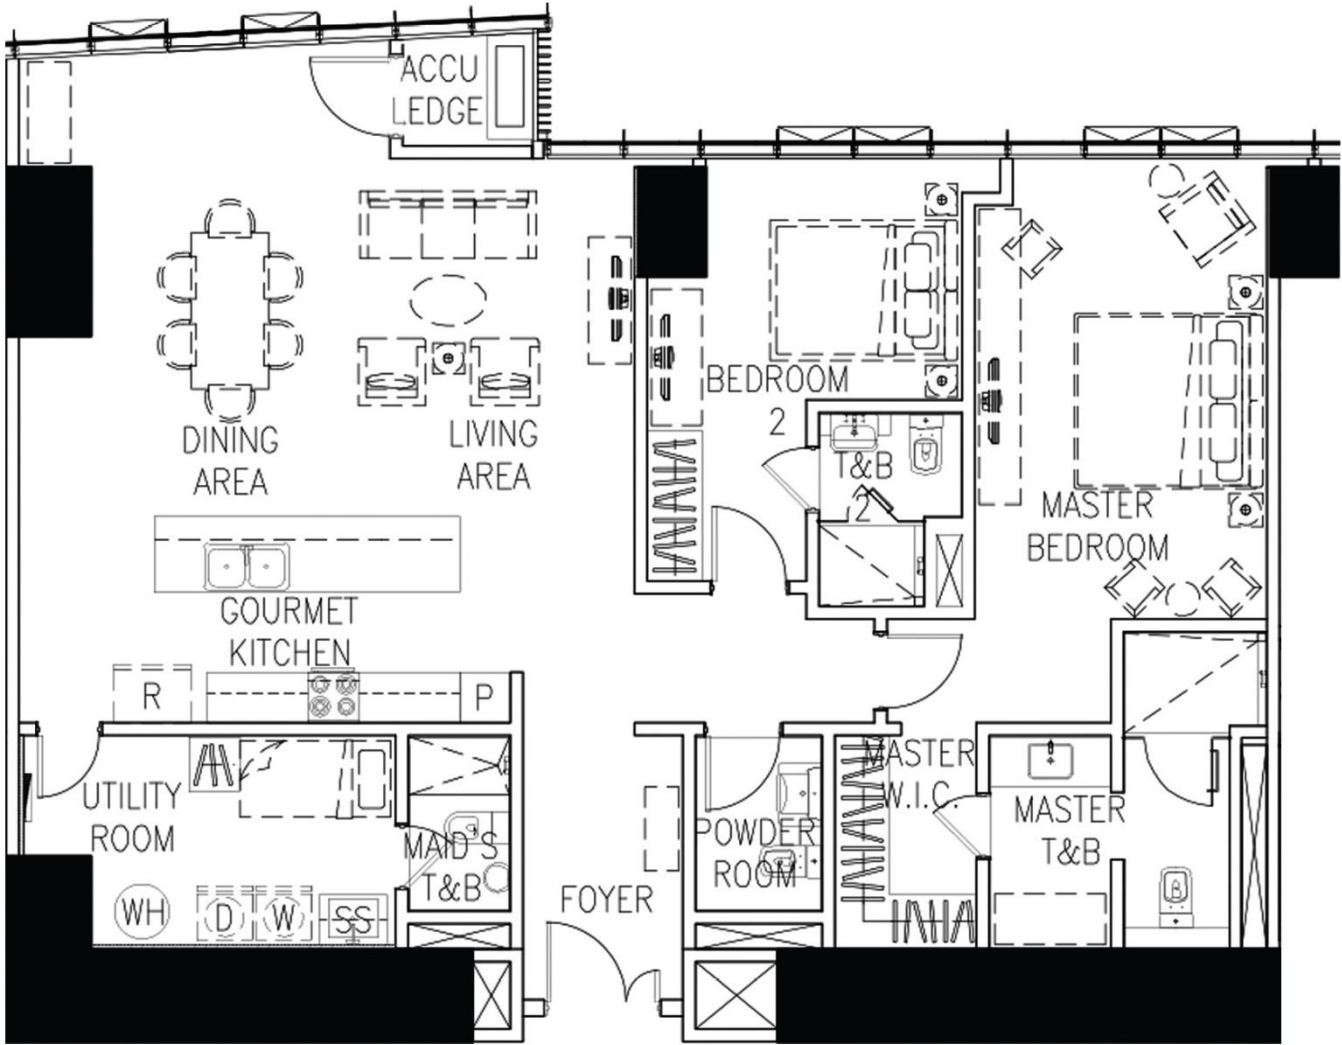 ACCU
LEDGE
DINING
AREA
LIVING
AREA
BEDROOM
2
T&B
2
MASTER
BEDROOM
GOURMET
KITCHEN
R
P
UTILITY
ROOM
MAID'S
T&B
WH
D
W
SS
FOYER
POWDER
ROOM
MASTER
W.I.C.
MASTER
T&B